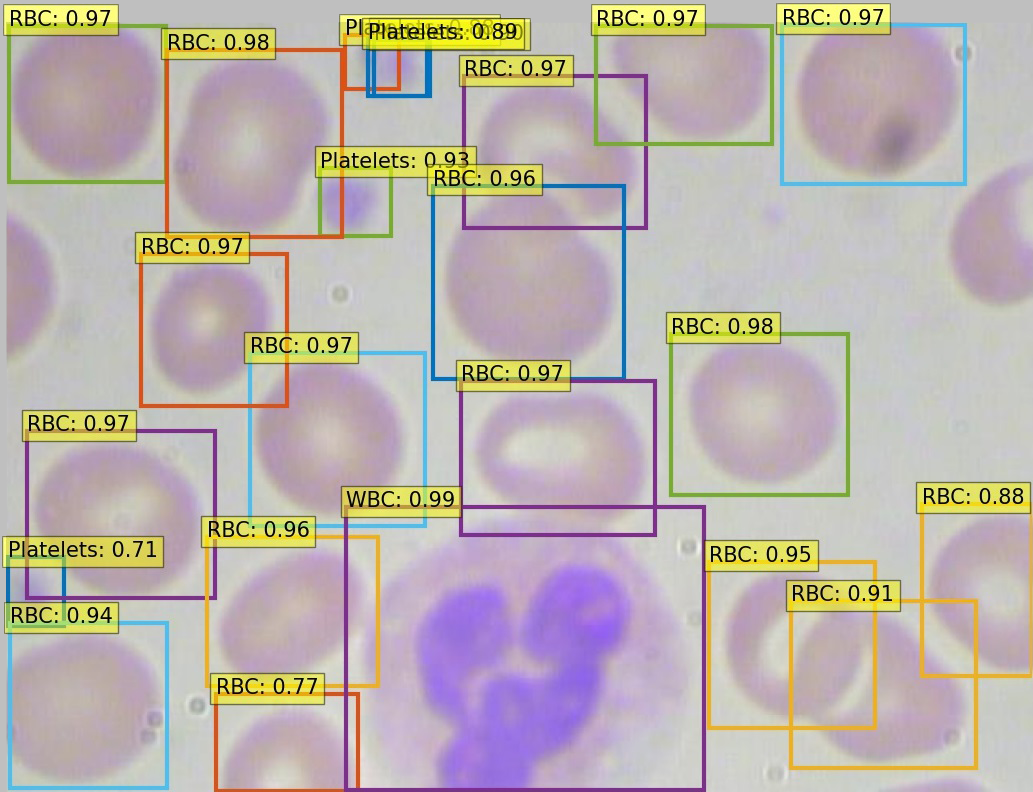 RBC: 0.97
RBC: 0.98
Platelets: 0.89
RBC: 0.97
RBC: 0.97
RBC: 0.97
Platelets: 0.93
RBC: 0.96
RBC: 0.97
RBC: 0.97
RBC: 0.98
RBC: 0.97
RBC: 0.97
WBC: 0.99
RBC: 0.88
RBC: 0.96
Platelets: 0.71
RBC: 0.95
RBC: 0.91
RBC: 0.94
RBC: 0.77